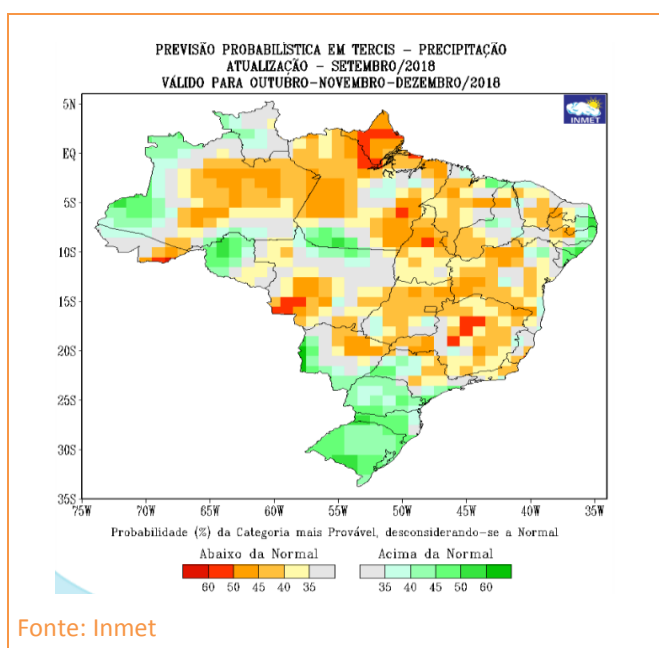 PREVISÃO PROBABILÍSTICA EM TERCIS – PRECIPITAÇÃO
ATUALIZAÇÃO – SETEMBRO/2018
VÁLIDO PARA OUTUBRO–NOVEMBRO–DEZEMBRO/2018
INMET
5N
EQ
5S
10S
15S
20S
25S
30S
35S
75W 70W 65W 60W 55W 50W 45W 40W 35W
Probabilidade (%) da Categoria mais Provável, desconsiderando-se a Normal
Abaixo da Normal Acima da Normal
60 50 45 40 35 35 40 45 50 60
Fonte: Inmet